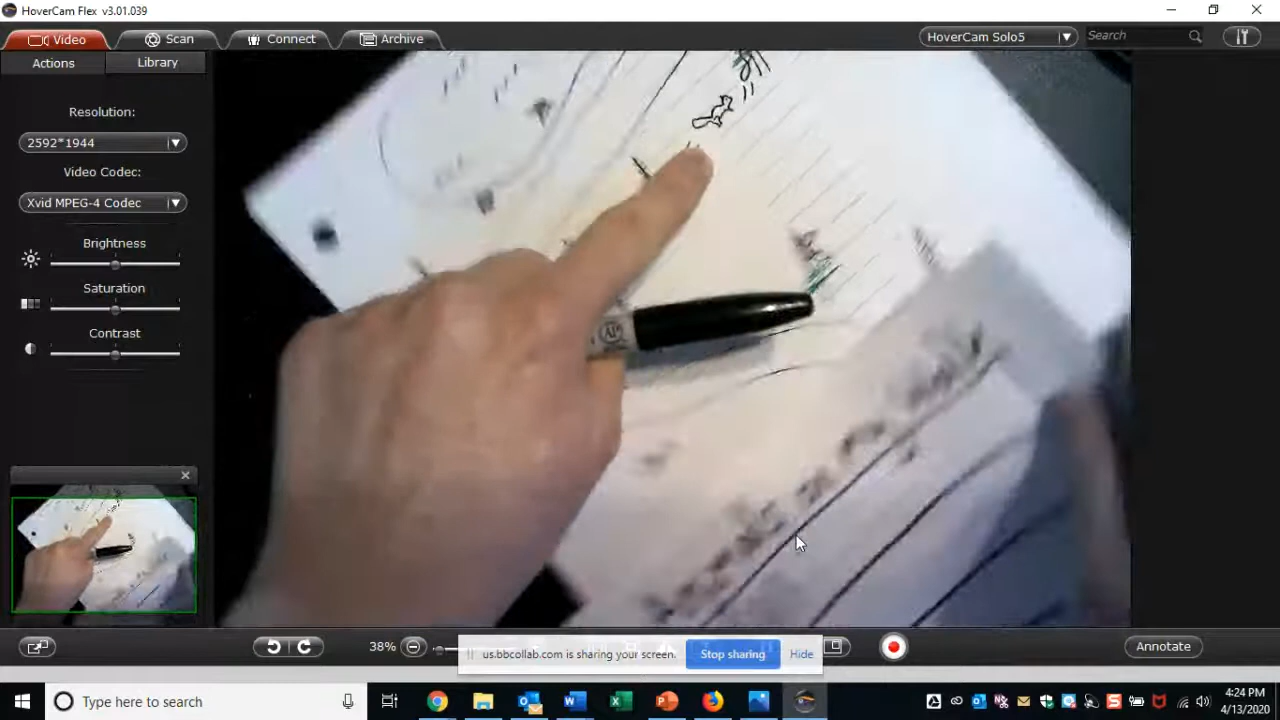 HoverCam Flex v3.01.039
Video
Scan
Connect
Archive
HoverCam Solo5
Search
Actions
Library
Resolution:
2592*1944
Video Codec:
Xvid MPEG-4 Codec
Brightness
Saturation
Contrast
38%
us.bbcollab.com is sharing your screen.
Stop sharing
Hide
Annotate
Type here to search
4:24 PM
4/13/2020